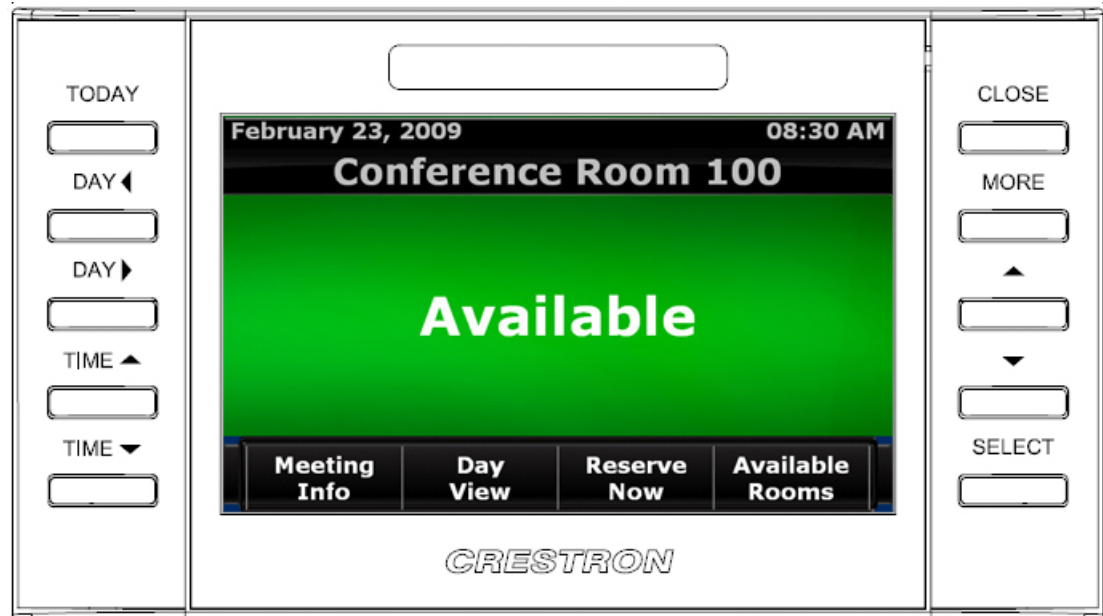 TODAY
DAY
DAY
TIME
TIME
February 23, 2009 08:30 AM
Conference Room 100
Available
Meeting Info
Day View
Reserve Now
Available Rooms
CRESTRON
CLOSE
MORE
SELECT